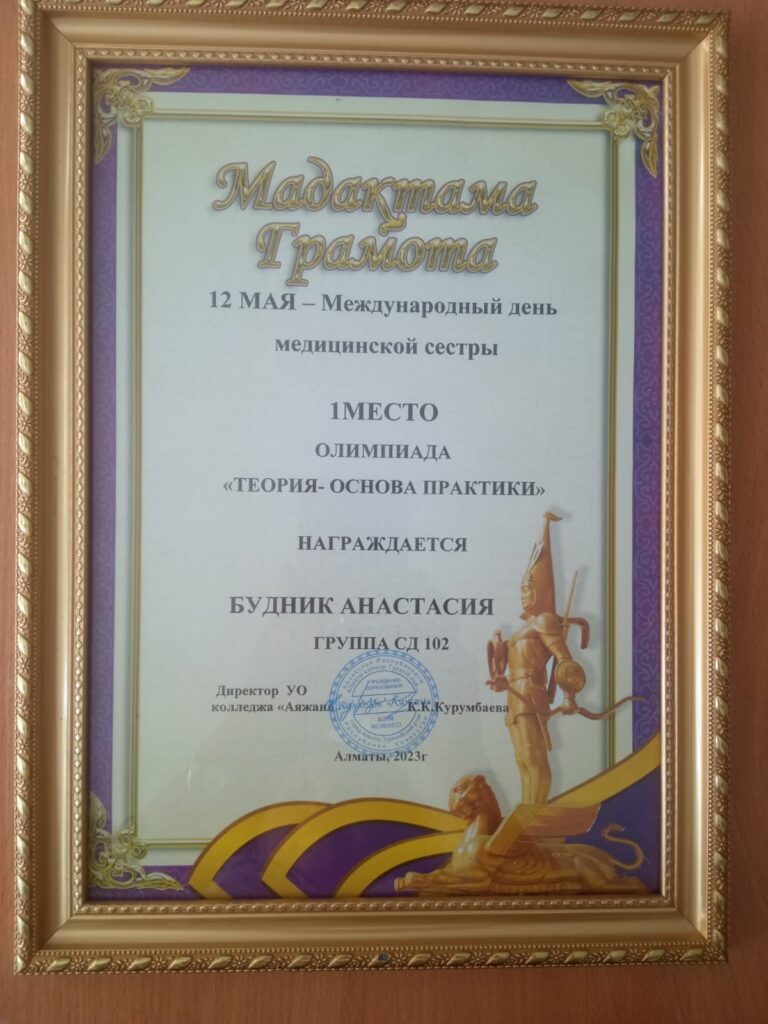 Мадақтама
Грамота
12 МАЯ – Международный день
медицинской сестры
1МЕСТО
ОЛИМПИАДА
«ТЕОРИЯ- ОСНОВА ПРАКТИКИ»
НАГРАЖДАЕТСЯ
БУДНИК АНАСТАСИЯ
ГРУППА СД 102
Директор УО
колледжа «Аяжан» К.К.Курумбаева
Алматы, 2023г